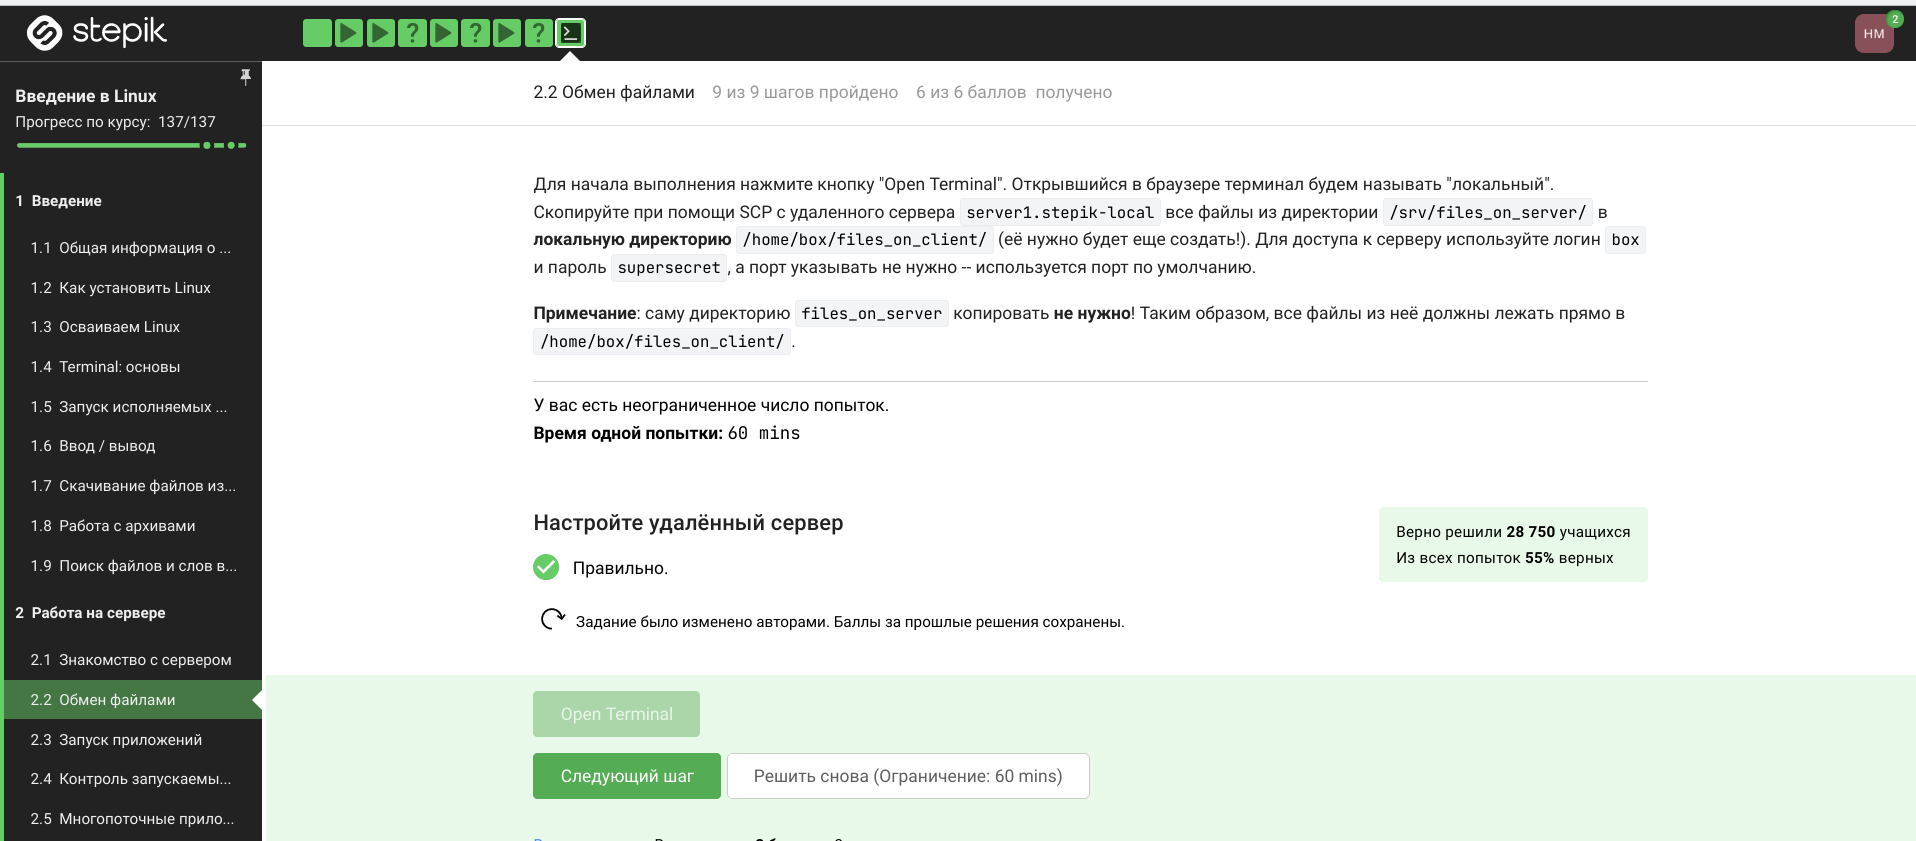 stepik
?
?
?
HM
2
Введение в Linux
Прогресс по курсу: 137/137
1 Введение
1.1 Общая информация о ...
1.2 Как установить Linux
1.3 Осваиваем Linux
1.4 Terminal: основы
1.5 Запуск исполняемых ...
1.6 Ввод / вывод
1.7 Скачивание файлов из...
1.8 Работа с архивами
1.9 Поиск файлов и слов в...
2 Работа на сервере
2.1 Знакомство с сервером
2.2 Обмен файлами
2.3 Запуск приложений
2.4 Контроль запускаемы...
2.5 Многопоточные прило...
2.2 Обмен файлами 9 из 9 шагов пройдено 6 из 6 баллов получено
Для начала выполнения нажмите кнопку "Open Terminal". Открывшийся в браузере терминал будем называть "локальный".
Скопируйте при помощи SCP с удаленного сервера server1.stepik-local все файлы из директории /srv/files_on_server/ в
локальную директорию /home/box/files_on_client/ (её нужно будет еще создать!). Для доступа к серверу используйте логин box
и пароль supersecret, а порт указывать не нужно -- используется порт по умолчанию.
Примечание: саму директорию files_on_server копировать не нужно! Таким образом, все файлы из неё должны лежать прямо в
/home/box/files_on_client/.
У вас есть неограниченное число попыток.
Время одной попытки: 60 mins
Настройте удалённый сервер
Правильно.
Верно решили 28 750 учащихся
Из всех попыток 55% верных
Задание было изменено авторами. Баллы за прошлые решения сохранены.
Open Terminal
Следующий шаг
Решить снова (Ограничение: 60 mins)